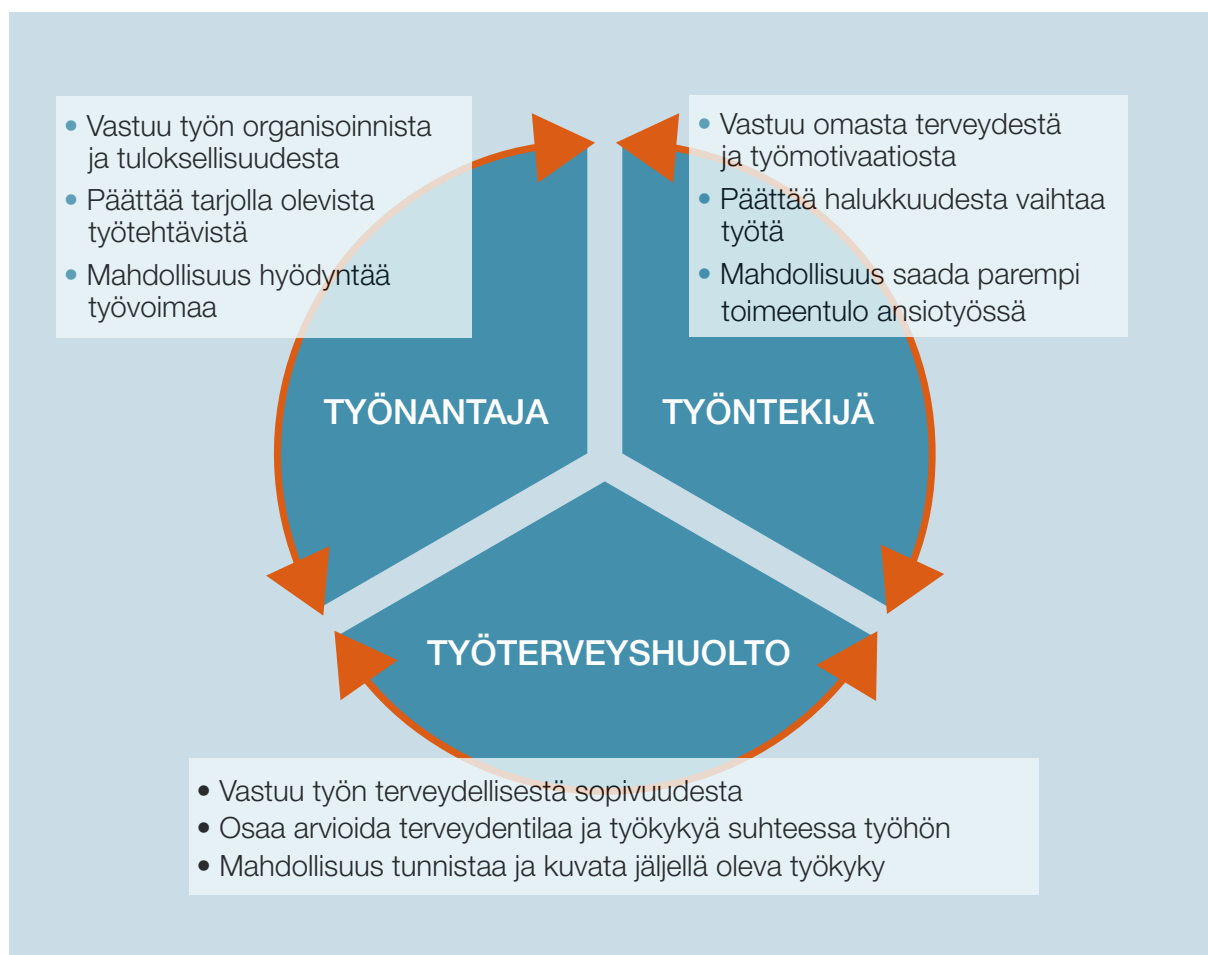 • Vastuu työn organisoinnista
ja tuloksellisuudesta
• Päättää tarjolla olevista
työtehtävistä
• Mahdollisuus hyödyntää
työvoimaa
• Vastuu omasta terveydestä
ja työmotivaatiosta
• Päättää halukkuudesta vaihtaa
työtä
• Mahdollisuus saada parempi
toimeentulo ansiotyössä
TYÖNANTAJA
TYÖNTEKIJÄ
TYÖTERVEYSHUOLTO
• Vastuu työn terveydellisestä sopivuudesta
• Osaa arvioida terveydentilaa ja työkykyä suhteessa työhön
• Mahdollisuus tunnistaa ja kuvata jäljellä oleva työkyky